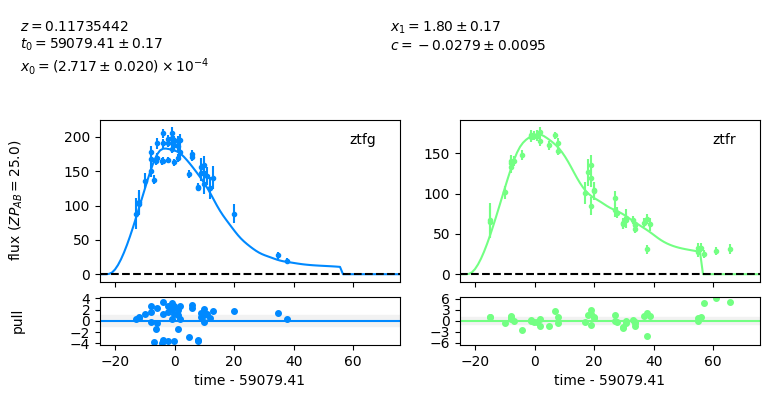 z = 0.11735442
t0 = 59079.41 ± 0.17
x0 = (2.717 ± 0.020) × 10^-4
x1 = 1.80 ± 0.17
c = −0.0279 ± 0.0095
flux (ZP_AB = 25.0)
ztfg
200
150
100
50
0
ztfr
150
100
50
0
pull
4
2
0
−2
−4
−20 0 20 40 60
time - 59079.41
6
3
0
−3
−6
−20 0 20 40 60
time - 59079.41